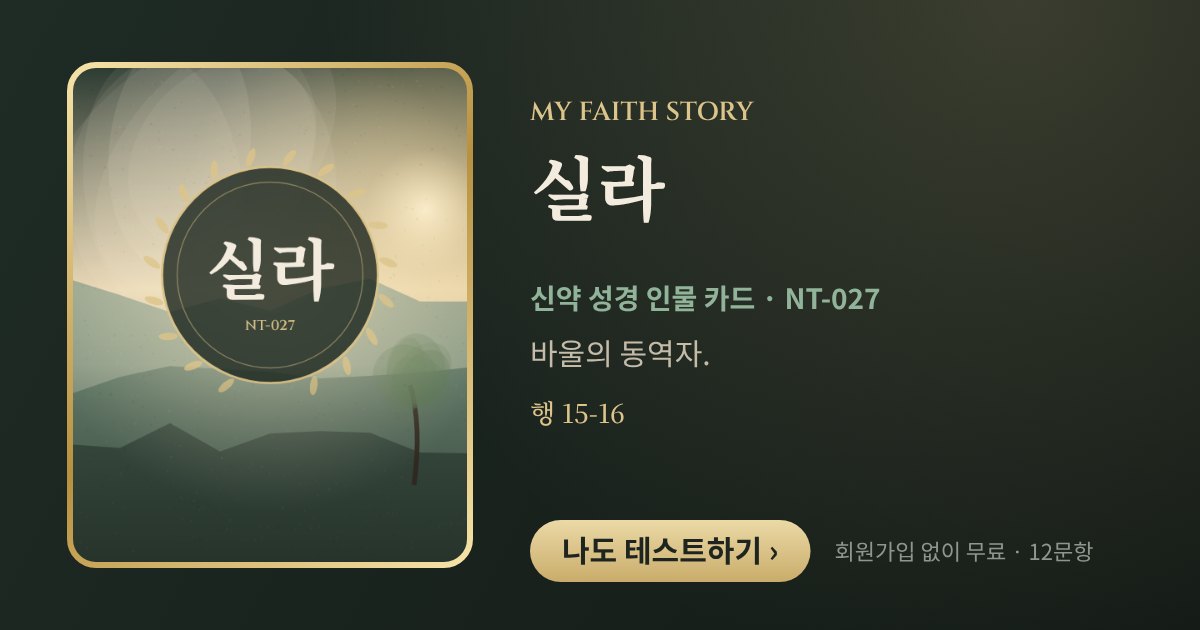 실라
NT-027
MY FAITH STORY
실라
신약 성경 인물 카드 · NT-027
바울의 동역자.
행 15-16
나도 테스트하기 ›
회원가입 없이 무료 · 12문항